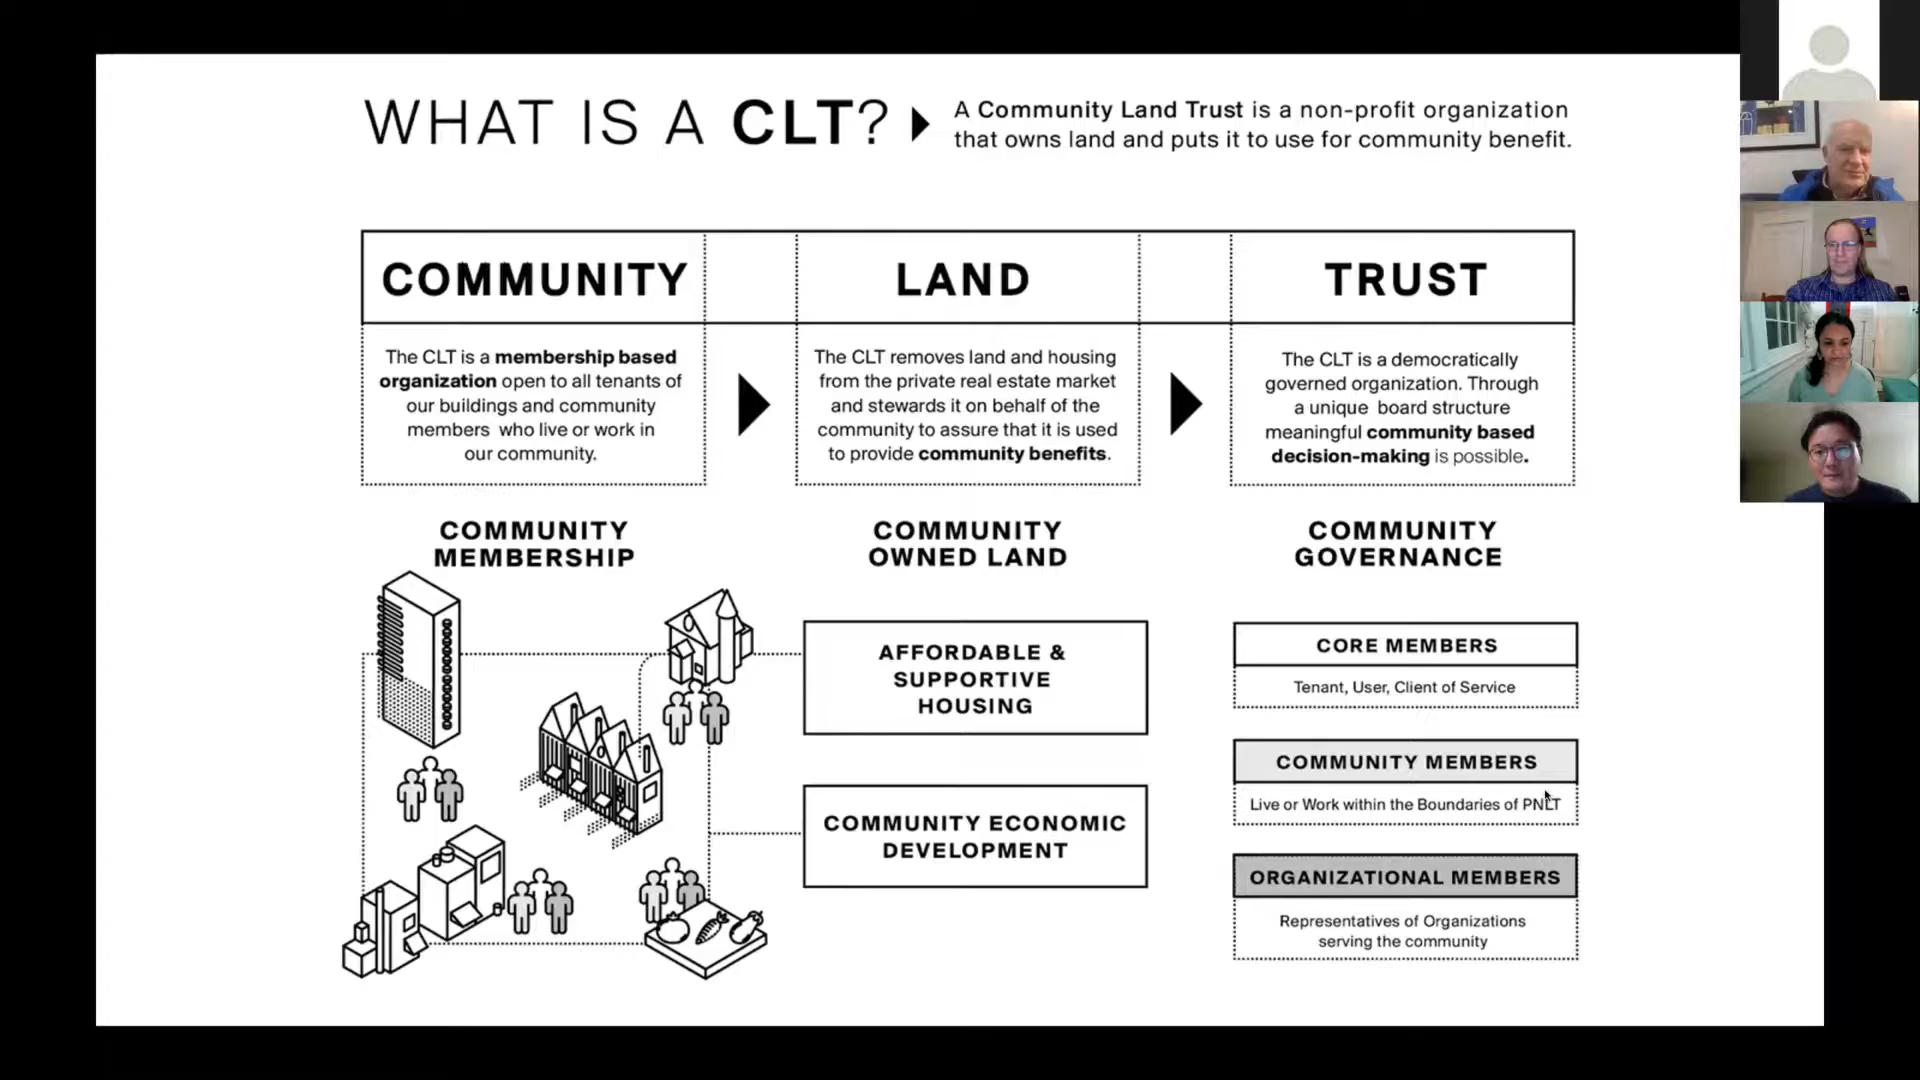 WHAT IS A CLT?
A Community Land Trust is a non-profit organization
that owns land and puts it to use for community benefit.
COMMUNITY
The CLT is a membership based
organization open to all tenants of
our buildings and community
members who live or work in
our community.
LAND
The CLT removes land and housing
from the private real estate market
and stewards it on behalf of the
community to assure that it is used
to provide community benefits.
TRUST
The CLT is a democratically
governed organization. Through
a unique board structure
meaningful community based
decision-making is possible.
COMMUNITY
MEMBERSHIP
COMMUNITY
OWNED LAND
AFFORDABLE &
SUPPORTIVE
HOUSING
COMMUNITY ECONOMIC
DEVELOPMENT
COMMUNITY
GOVERNANCE
CORE MEMBERS
Tenant, User, Client of Service
COMMUNITY MEMBERS
Live or Work within the Boundaries of PNLT
ORGANIZATIONAL MEMBERS
Representatives of Organizations
serving the community